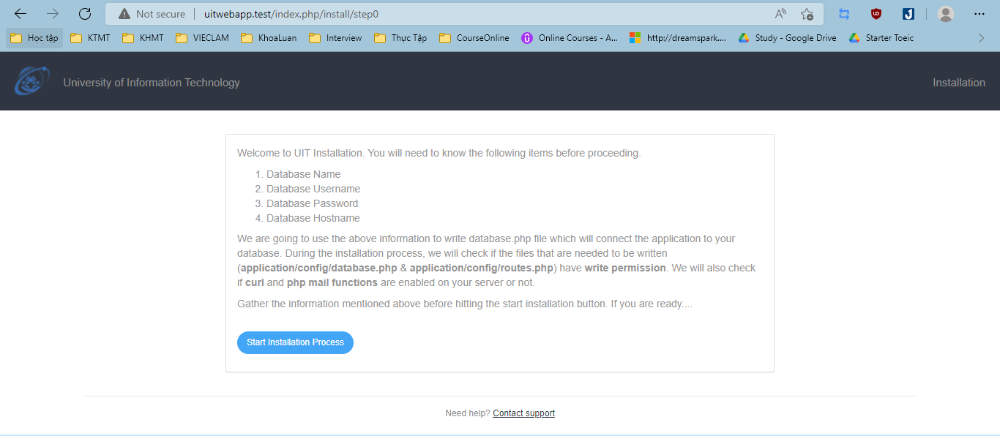 Not secure
uitwebapp.test/index.php/install/step0
Học tập KTMT KHMT VIECLAM KhoaLuan Interview Thực Tập CourseOnline Online Courses - A... http://dreamspark.... Study - Google Drive Starter Toeic
University of Information Technology
Installation
Welcome to UIT Installation. You will need to know the following items before proceeding.
1. Database Name
2. Database Username
3. Database Password
4. Database Hostname
We are going to use the above information to write database.php file which will connect the application to your
database. During the installation process, we will check if the files that are needed to be written
(application/config/database.php & application/config/routes.php) have write permission. We will also check
if curl and php mail functions are enabled on your server or not.
Gather the information mentioned above before hitting the start installation button. If you are ready....
Start Installation Process
Need help? Contact support